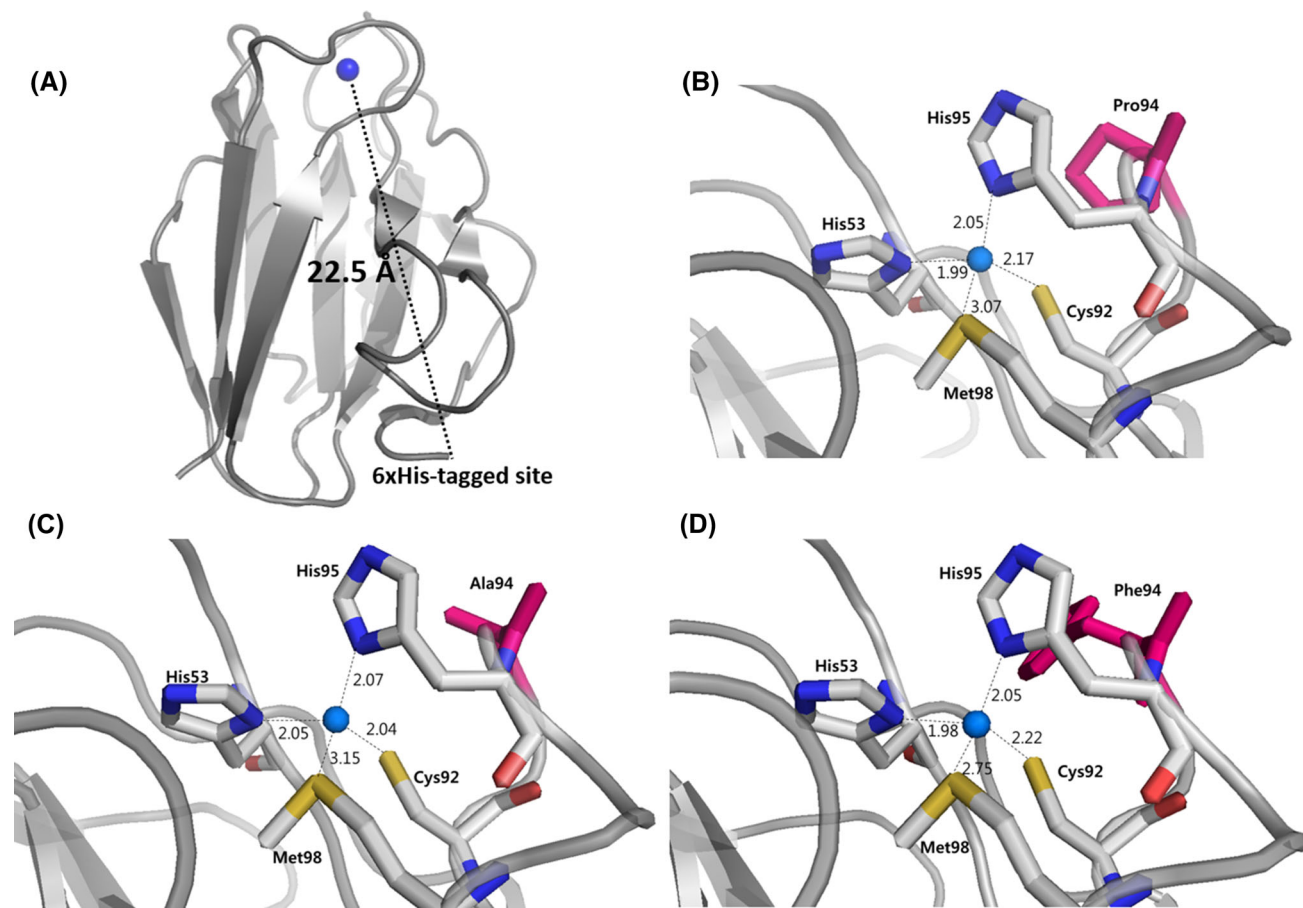 (A)
22.5 Å
6xHis-tagged site
(B)
His95
Pro94
His53
2.05
2.17
1.99
3.07
Cys92
Met98
(C)
His95
Ala94
His53
2.07
2.05
2.04
3.15
Cys92
Met98
(D)
His95
Phe94
His53
2.05
1.98
2.22
2.75
Cys92
Met98